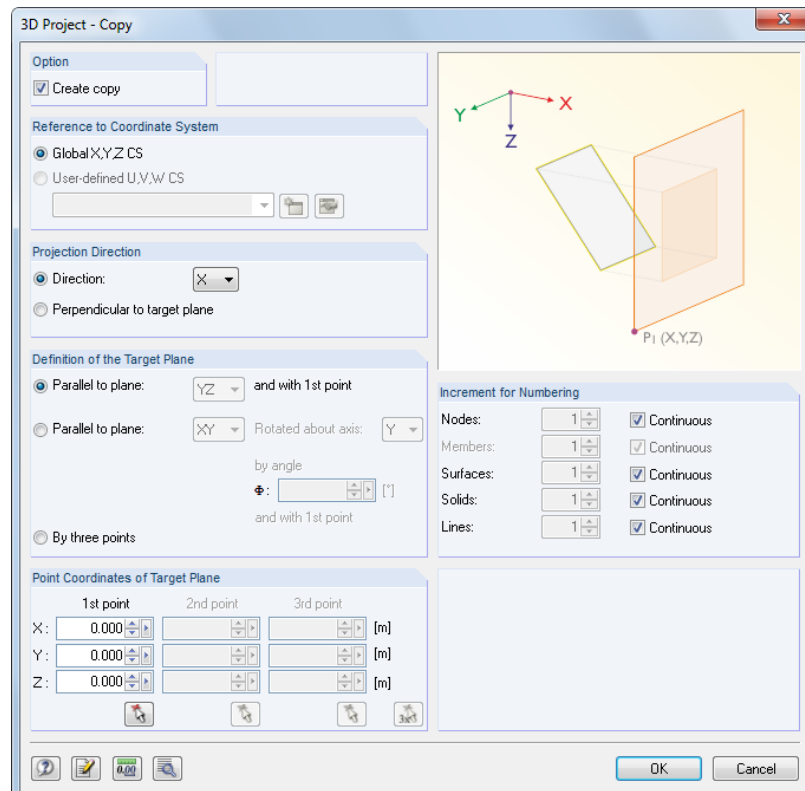 3D Project - Copy
Option
Create copy
Reference to Coordinate System
Global X,Y,Z CS
User-defined U,V,W CS
Projection Direction
Direction: X
Perpendicular to target plane
Definition of the Target Plane
Parallel to plane: YZ and with 1st point
Parallel to plane: XY Rotated about axis: Y
by angle
Φ: [°]
and with 1st point
By three points
Point Coordinates of Target Plane
1st point 2nd point 3rd point
X: 0.000 [m]
Y: 0.000 [m]
Z: 0.000 [m]
3x
Y X
Z
P1 (X,Y,Z)
Increment for Numbering
Nodes: 1 Continuous
Members: 1 Continuous
Surfaces: 1 Continuous
Solids: 1 Continuous
Lines: 1 Continuous
0.00
OK Cancel